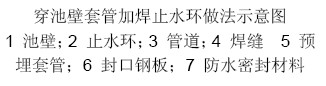 穿池壁套管加焊止水环做法示意图
1 池壁；2 止水环；3 管道；4 焊缝 5 预
埋套管；6 封口钢板；7 防水密封材料